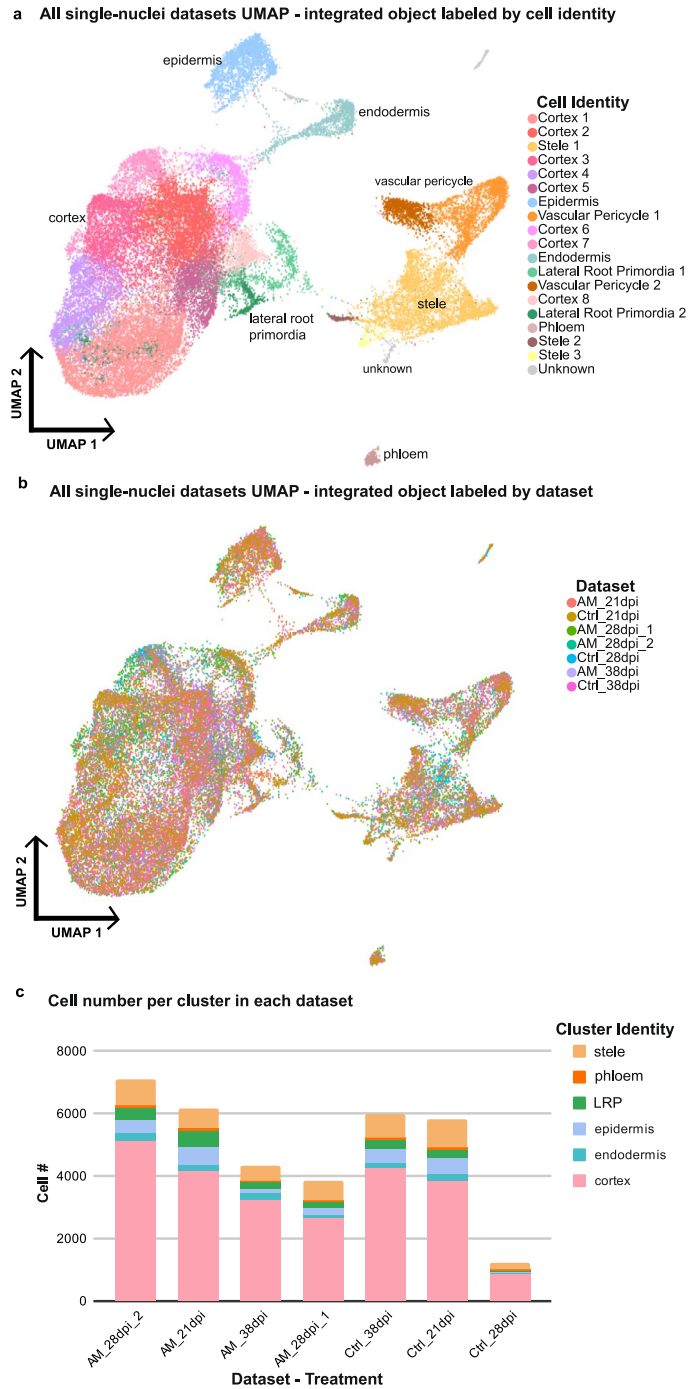 a All single-nuclei datasets UMAP - integrated object labeled by cell identity
epidermis
endodermis
vascular pericycle
cortex
lateral root
primordia
stele
unknown
phloem
Cell Identity
Cortex 1
Cortex 2
Stele 1
Cortex 3
Cortex 4
Cortex 5
Epidermis
Vascular Pericycle 1
Cortex 6
Cortex 7
Endodermis
Lateral Root Primordia 1
Vascular Pericycle 2
Cortex 8
Lateral Root Primordia 2
Phloem
Stele 2
Stele 3
Unknown
UMAP 2
UMAP 1
b All single-nuclei datasets UMAP - integrated object labeled by dataset
Dataset
AM_21dpi
Ctrl_21dpi
AM_28dpi_1
AM_28dpi_2
Ctrl_28dpi
AM_38dpi
Ctrl_38dpi
UMAP 2
UMAP 1
c Cell number per cluster in each dataset
Cluster Identity
stele
phloem
LRP
epidermis
endodermis
cortex
Cell #
8000
6000
4000
2000
0
AM_28dpi_2
AM_21dpi
AM_38dpi
AM_28dpi_1
Ctrl_38dpi
Ctrl_21dpi
Ctrl_28dpi
Dataset - Treatment